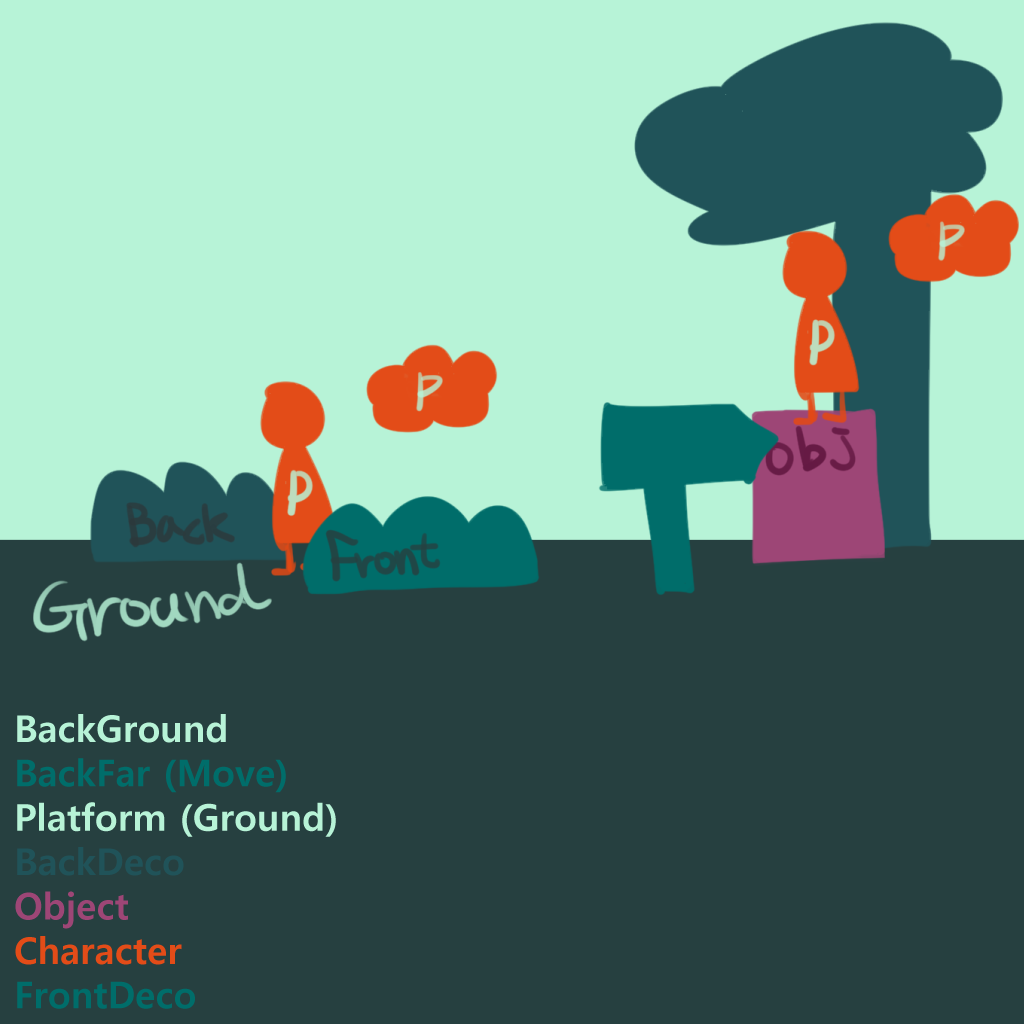 P
P
P
obj
P
Back
Front
Ground
BackGround
BackFar (Move)
Platform (Ground)
BackDeco
Object
Character
FrontDeco